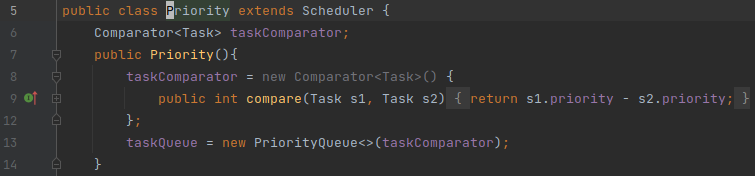 5 public class Priority extends Scheduler {
6 Comparator<Task> taskComparator;
7 public Priority(){
8 taskComparator = new Comparator<Task>() {
9 public int compare(Task s1, Task s2) { return s1.priority - s2.priority; }
12 };
13 taskQueue = new PriorityQueue<>(taskComparator);
14 }